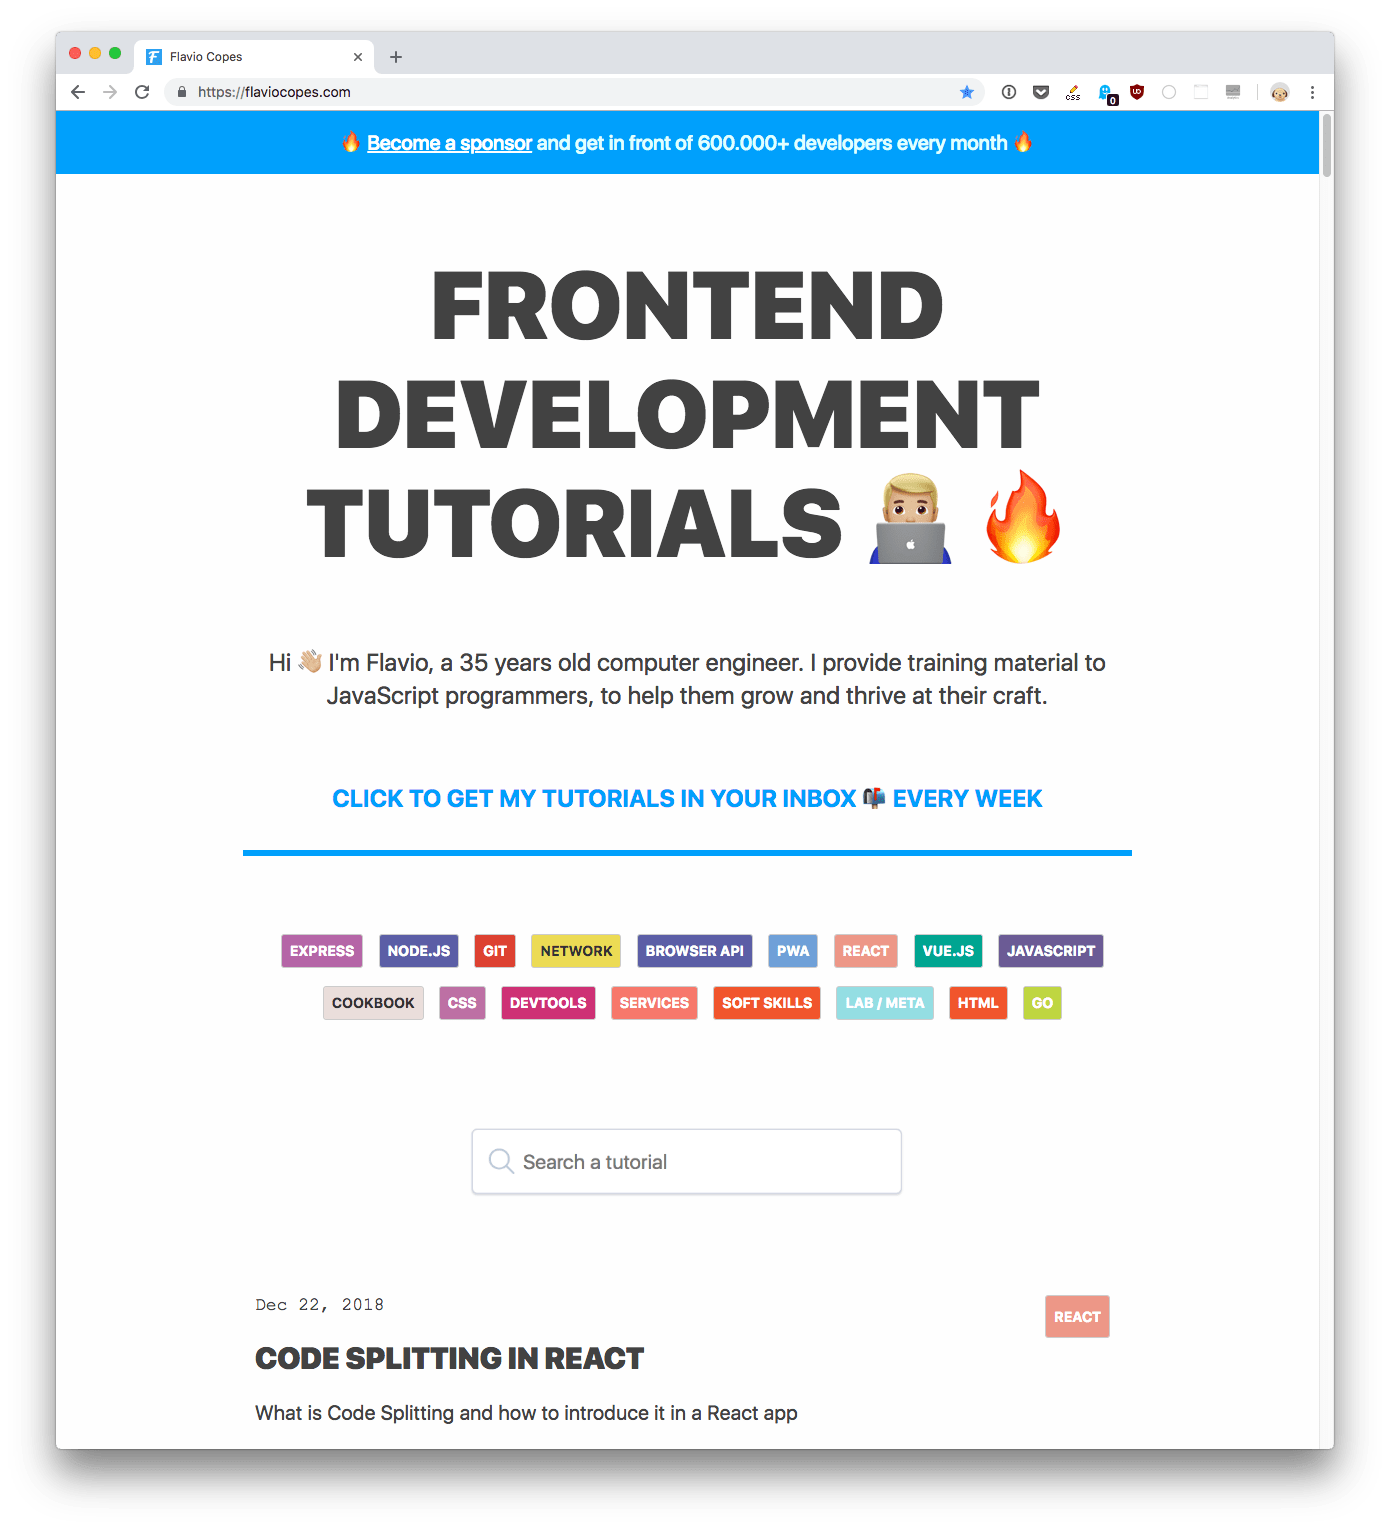 Flavio Copes
https://flaviocopes.com
css
0
🔥 Become a sponsor and get in front of 600.000+ developers every month 🔥
FRONTEND
DEVELOPMENT
TUTORIALS 👨🏼‍💻 🔥
Hi 👋🏼 I'm Flavio, a 35 years old computer engineer. I provide training material to
JavaScript programmers, to help them grow and thrive at their craft.
CLICK TO GET MY TUTORIALS IN YOUR INBOX 📬 EVERY WEEK
EXPRESS NODE.JS GIT NETWORK BROWSER API PWA REACT VUE.JS JAVASCRIPT
COOKBOOK CSS DEVTOOLS SERVICES SOFT SKILLS LAB / META HTML GO
Search a tutorial
Dec 22, 2018
REACT
CODE SPLITTING IN REACT
What is Code Splitting and how to introduce it in a React app